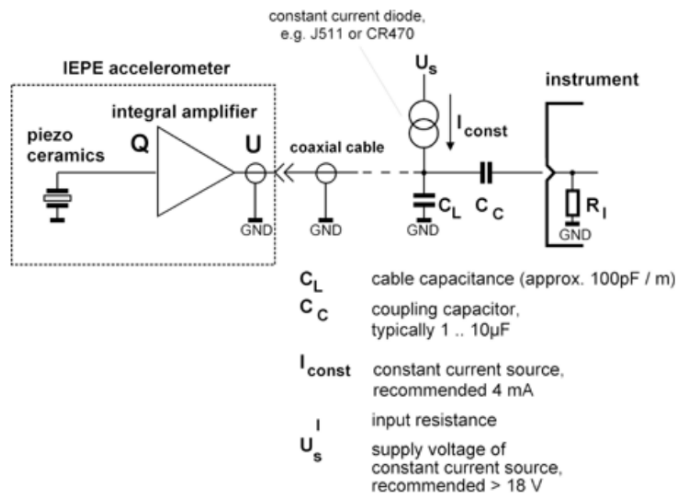 constant current diode,
e.g. J511 or CR470
IEPE accelerometer
Us
instrument
integral amplifier
piezo
ceramics
Q
U
coaxial cable
Iconst
CL
CC
RI
GND
GND
GND
GND
CL cable capacitance (approx. 100pF / m)
CC coupling capacitor,
typically 1 .. 10µF
Iconst constant current source,
recommended 4 mA
I input resistance
Us supply voltage of
constant current source,
recommended > 18 V